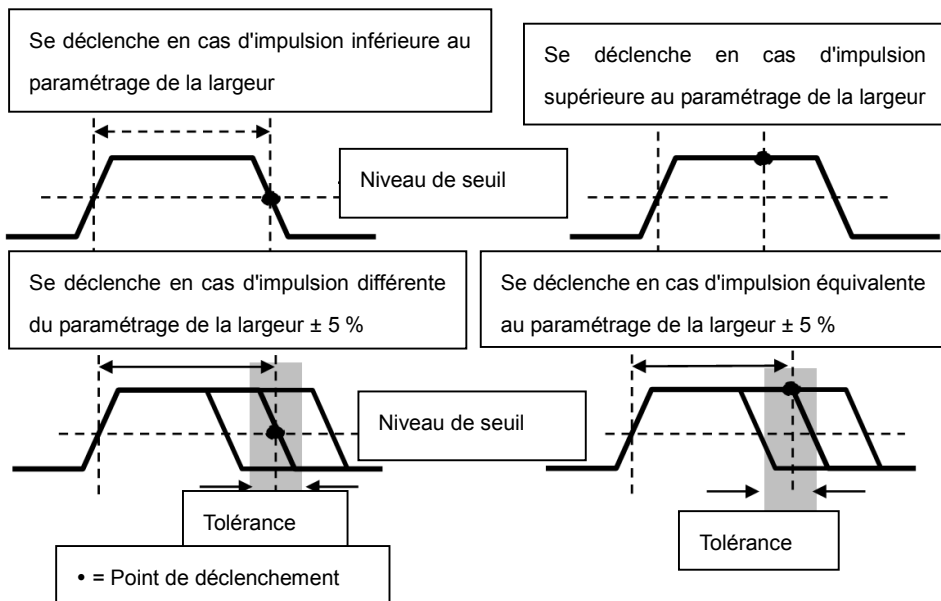 Se déclenche en cas d'impulsion inférieure au
paramétrage de la largeur
Se déclenche en cas d'impulsion
supérieure au paramétrage de la largeur
Niveau de seuil
Se déclenche en cas d'impulsion différente
du paramétrage de la largeur ± 5 %
Se déclenche en cas d'impulsion équivalente
au paramétrage de la largeur ± 5 %
Niveau de seuil
Tolérance
Tolérance
• = Point de déclenchement